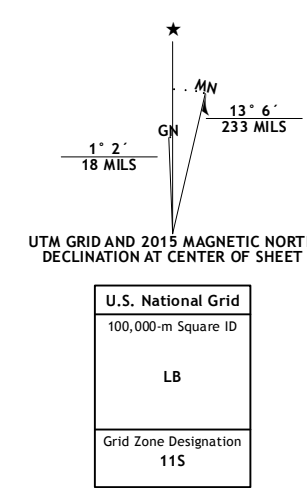 ★
MN
GN
13° 6´
233 MILS
1° 2´
18 MILS
UTM GRID AND 2015 MAGNETIC NORT
DECLINATION AT CENTER OF SHEET
U.S. National Grid
100,000-m Square ID
LB
Grid Zone Designation
11S